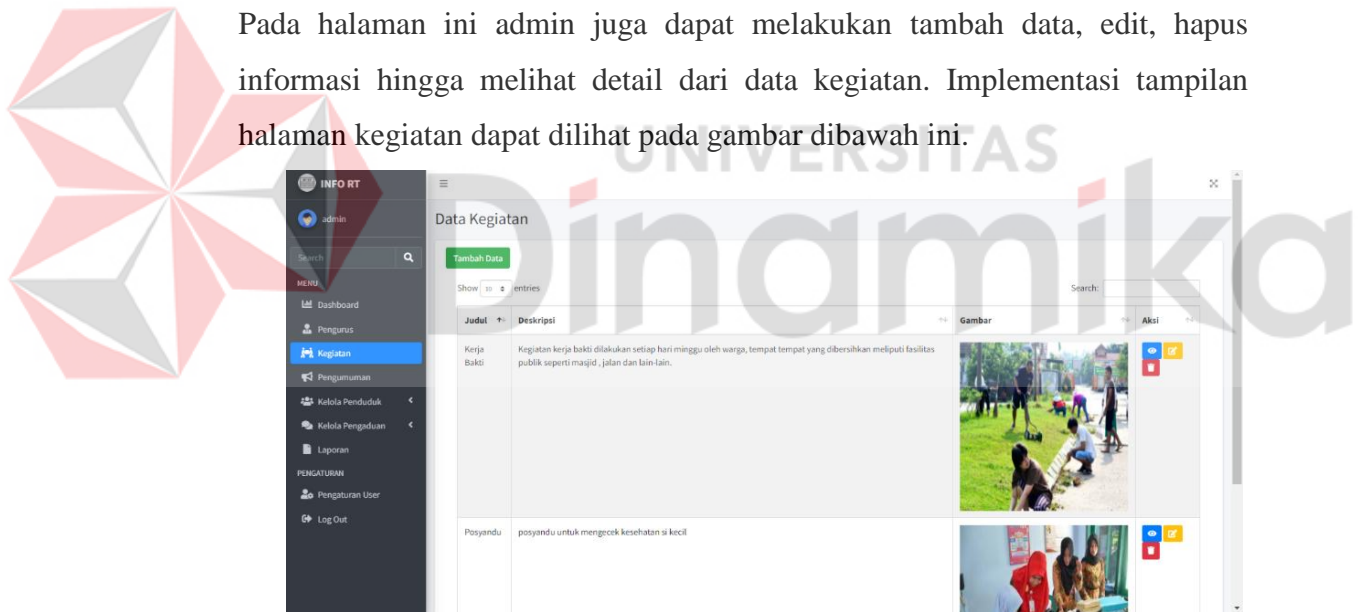 Pada halaman ini admin juga dapat melakukan tambah data, edit, hapus
informasi hingga melihat detail dari data kegiatan. Implementasi tampilan
halaman kegiatan dapat dilihat pada gambar dibawah ini.
UNIVERSITAS
Dinamika
INFO RT
admin
Search
MENU
Dashboard
Pengurus
Kegiatan
Pengumuman
Kelola Penduduk
Kelola Pengaduan
Laporan
PENGATURAN
Pengaturan User
Log Out
Data Kegiatan
Tambah Data
Show 10 entries
Search:
Judul Deskripsi Gambar Aksi
Kerja Kegiatan kerja bakti dilakukan setiap hari minggu oleh warga, tempat tempat yang dibersihkan meliputi fasilitas
Bakti publik seperti masjid , jalan dan lain-lain.
Posyandu posyandu untuk mengecek kesehatan si kecil